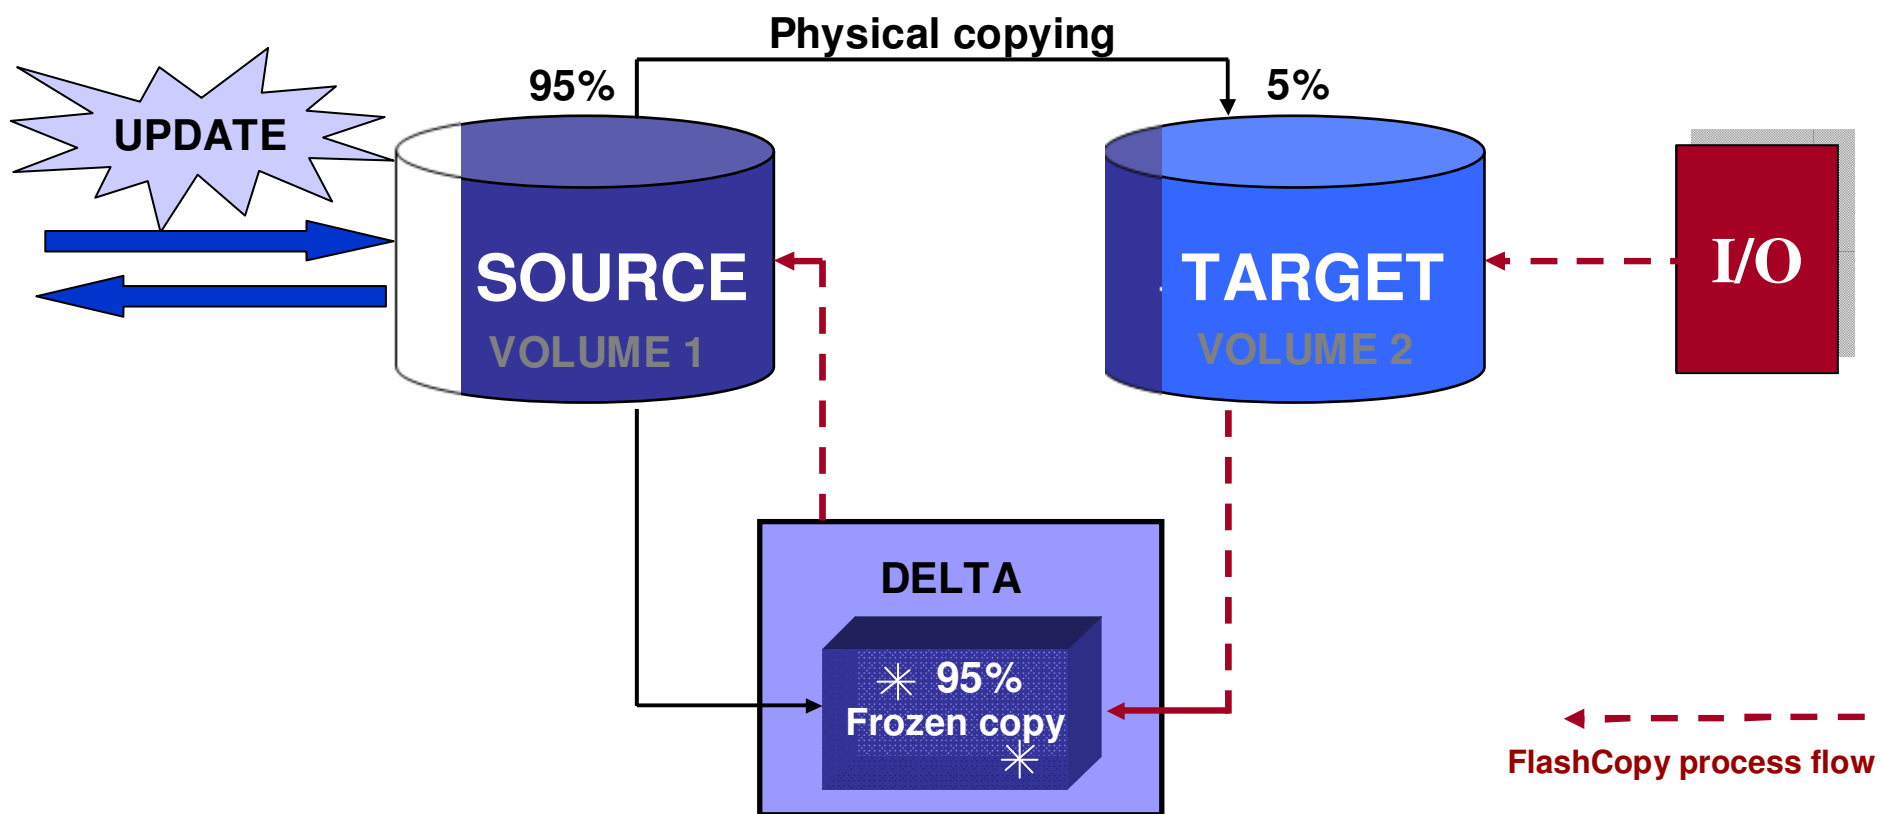 Physical copying
95%
5%
UPDATE
SOURCE
VOLUME 1
TARGET
VOLUME 2
I/O
DELTA
95%
Frozen copy
FlashCopy process flow